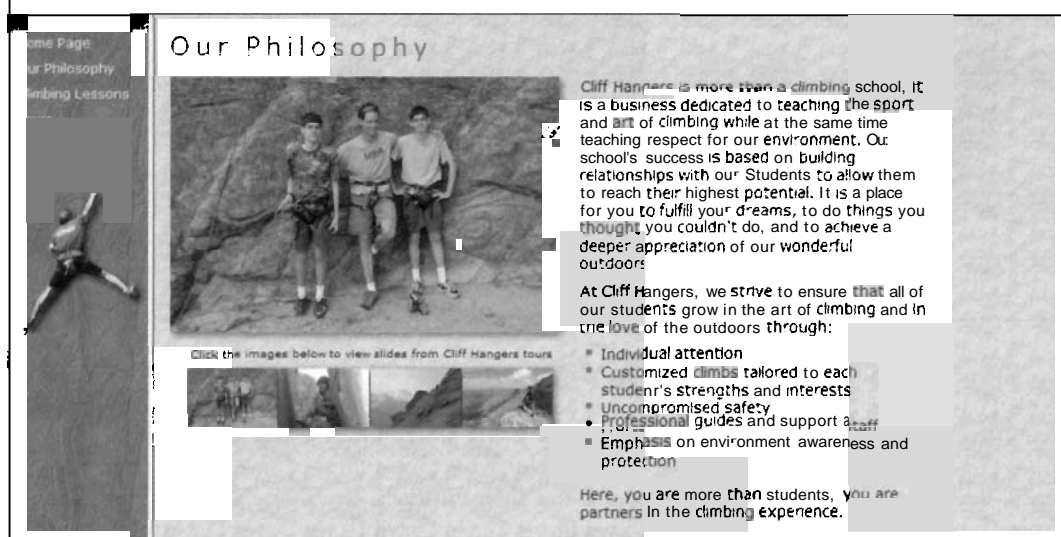 Our Philosophy
ome Page
ur Philosophy
limbing Lessons
Cliff Hangers is more than a climbing school, it
is a business dedicated to teaching the sport
and art of climbing while at the same time
teaching respect for our environment. Our
school's success is based on building
relationships with our Students to allow them
to reach their highest potential. It is a place
for you to fulfill your dreams, to do things you
thought you couldn't do, and to achieve a
deeper appreciation of our wonderful
outdoors
At Cliff Hangers, we strive to ensure that all of
our students grow in the art of climbing and in
the love of the outdoors through:
Click the images below to view slides from Cliff Hangers tours
Individual attention
Customized climbs tailored to each
student's strengths and interests
Uncompromised safety
Professional guides and support staff
Emphasis on environment awareness and
protection
Here, you are more than students, you are
partners in the climbing experience.